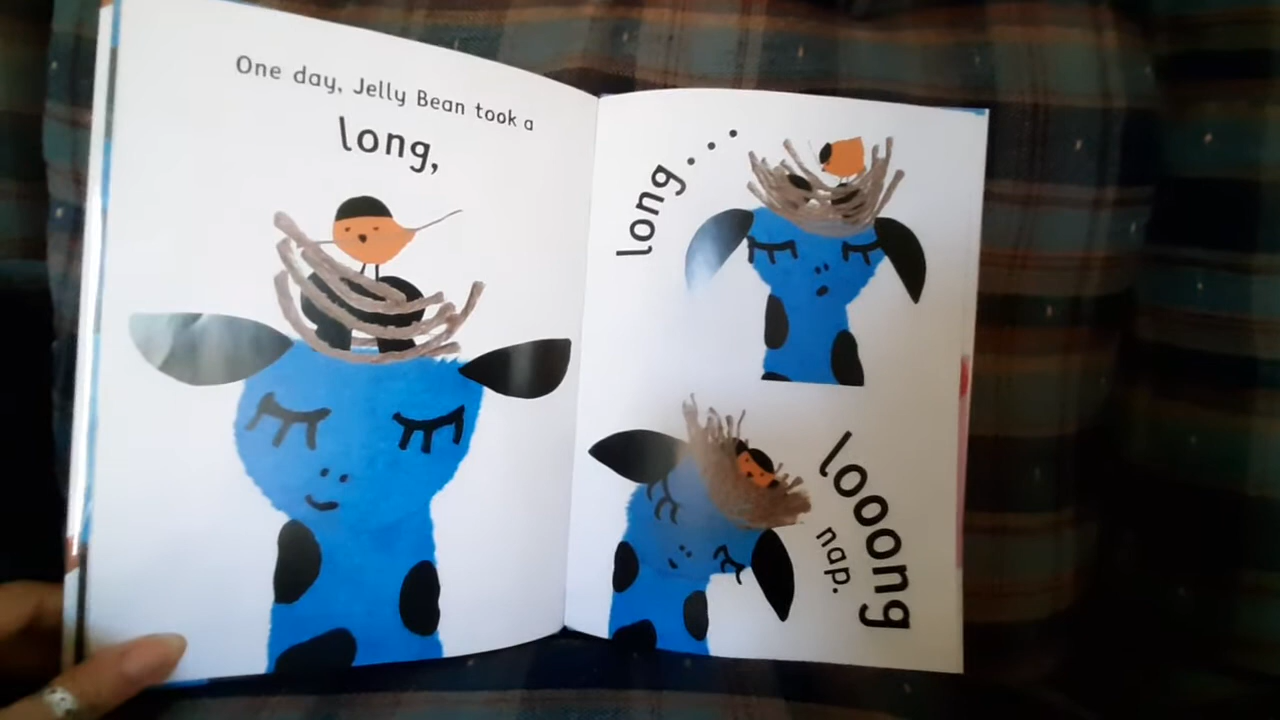 One day, Jelly Bean took a
long,
long...
looong
nap.